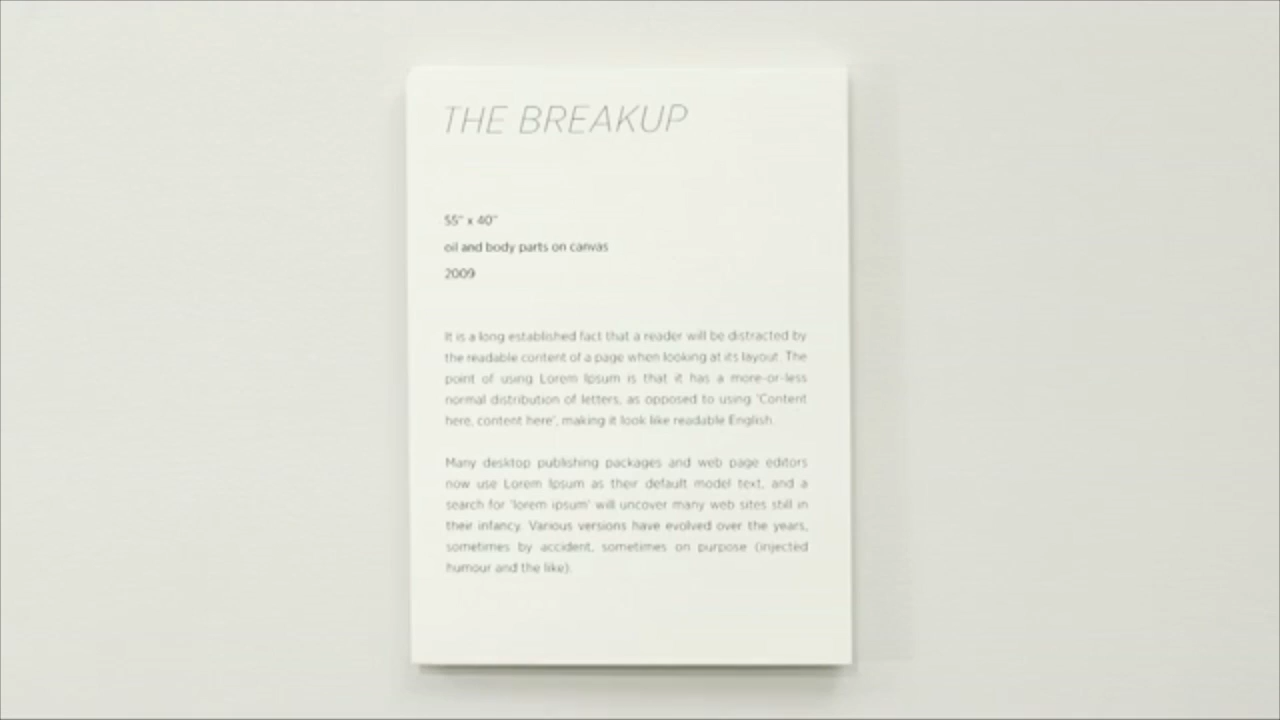 THE BREAKUP
55" x 40"
oil and body parts on canvas
2009
It is a long established fact that a reader will be distracted by
the readable content of a page when looking at its layout. The
point of using Lorem Ipsum is that it has a more-or-less
normal distribution of letters, as opposed to using 'Content
here, content here', making it look like readable English.
Many desktop publishing packages and web page editors
now use Lorem Ipsum as their default model text, and a
search for 'lorem ipsum' will uncover many web sites still in
their infancy. Various versions have evolved over the years,
sometimes by accident, sometimes on purpose (injected
humour and the like).